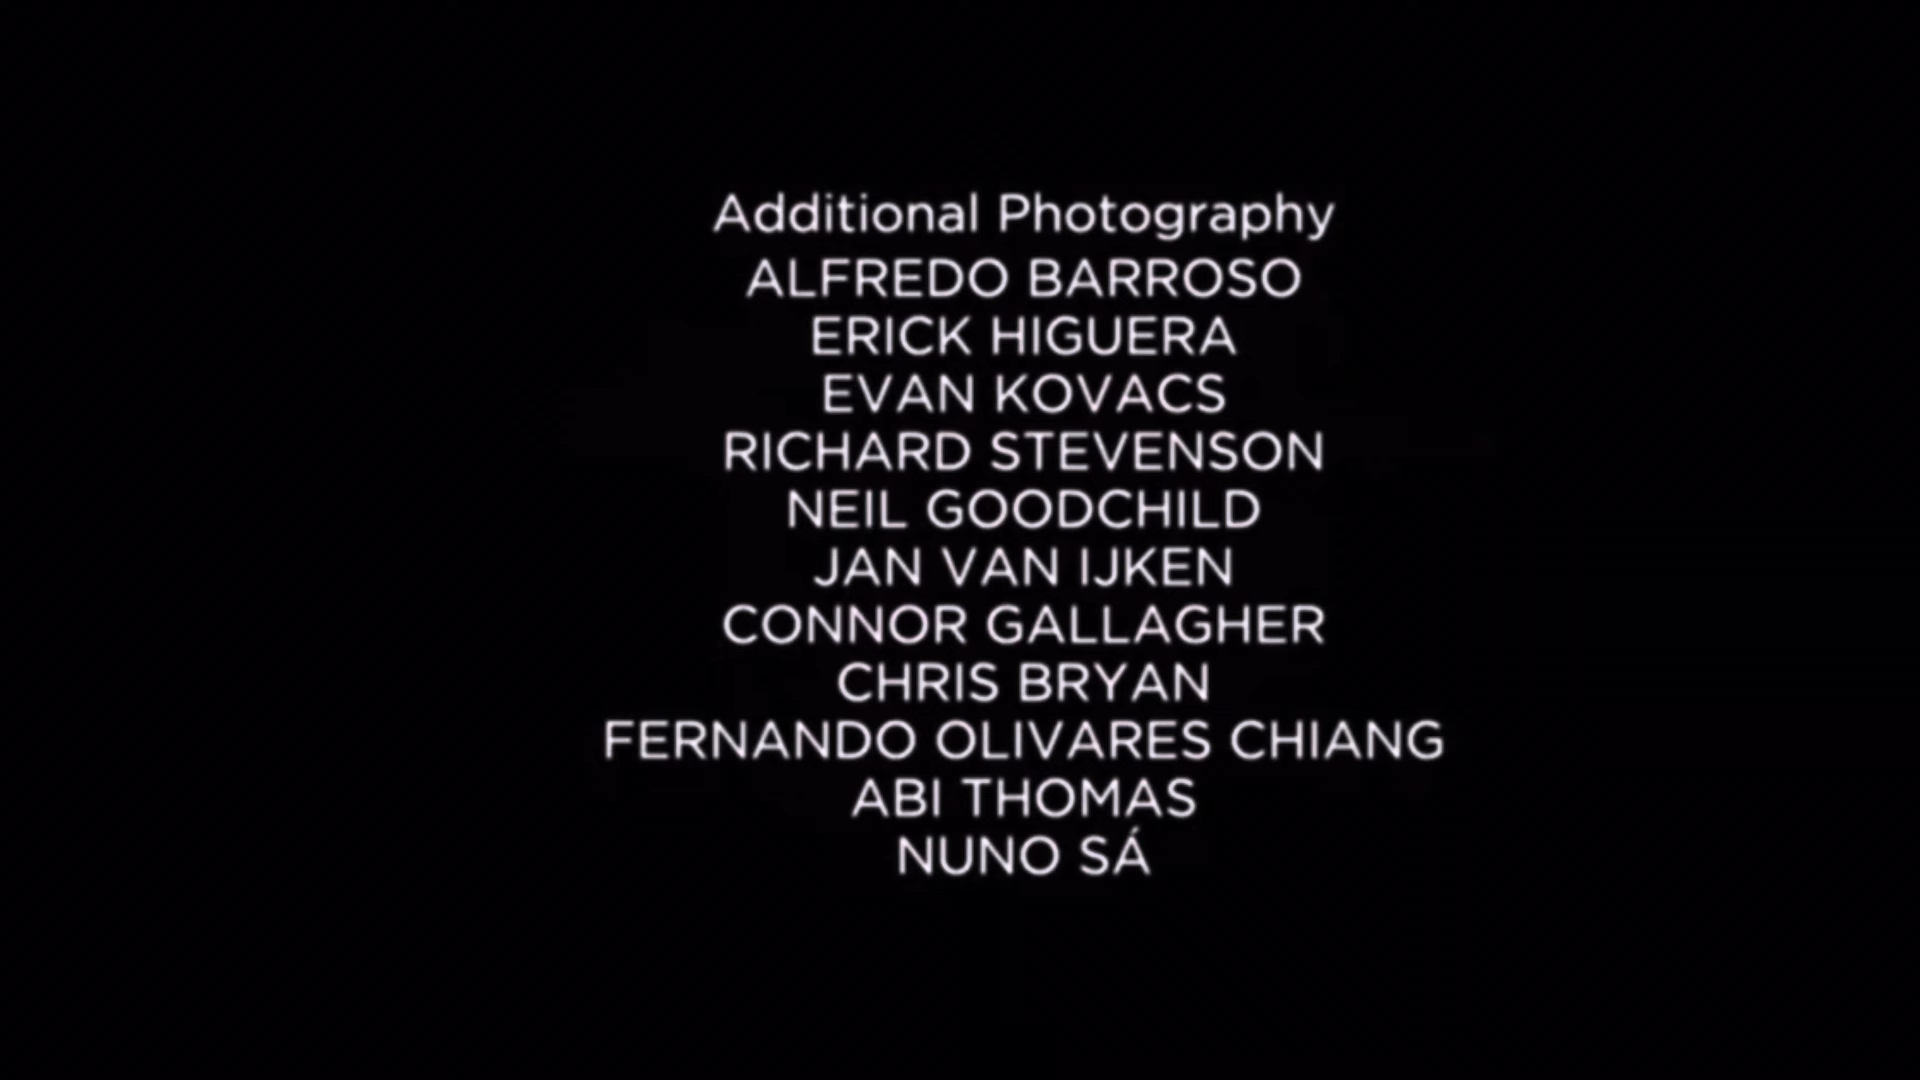 Additional Photography
ALFREDO BARROSO
ERICK HIGUERA
EVAN KOVACS
RICHARD STEVENSON
NEIL GOODCHILD
JAN VAN IJKEN
CONNOR GALLAGHER
CHRIS BRYAN
FERNANDO OLIVARES CHIANG
ABI THOMAS
NUNO SÁ